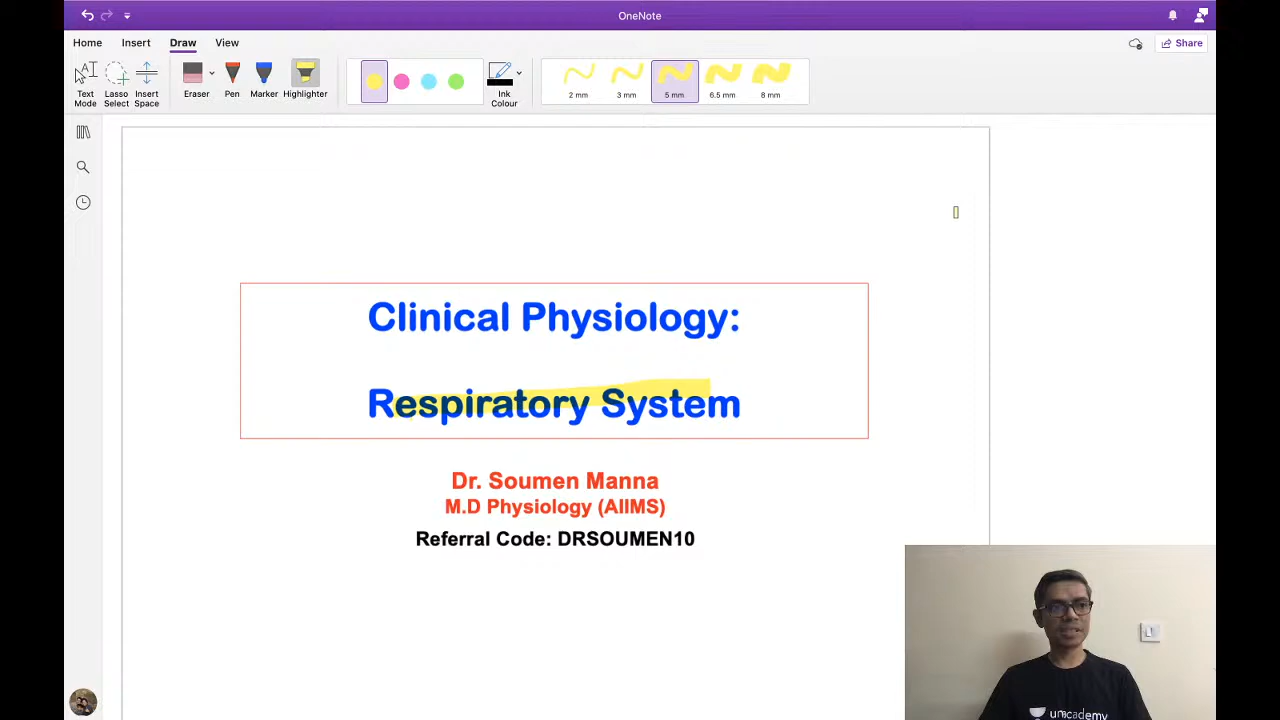 OneNote
Home Insert Draw View
Share
Text Mode
Lasso Select
Insert Space
Eraser
Pen
Marker
Highlighter
Ink Colour
2 mm
3 mm
5 mm
6.5 mm
8 mm
Clinical Physiology:
Respiratory System
Dr. Soumen Manna
M.D Physiology (AIIMS)
Referral Code: DRSOUMEN10
unacademy